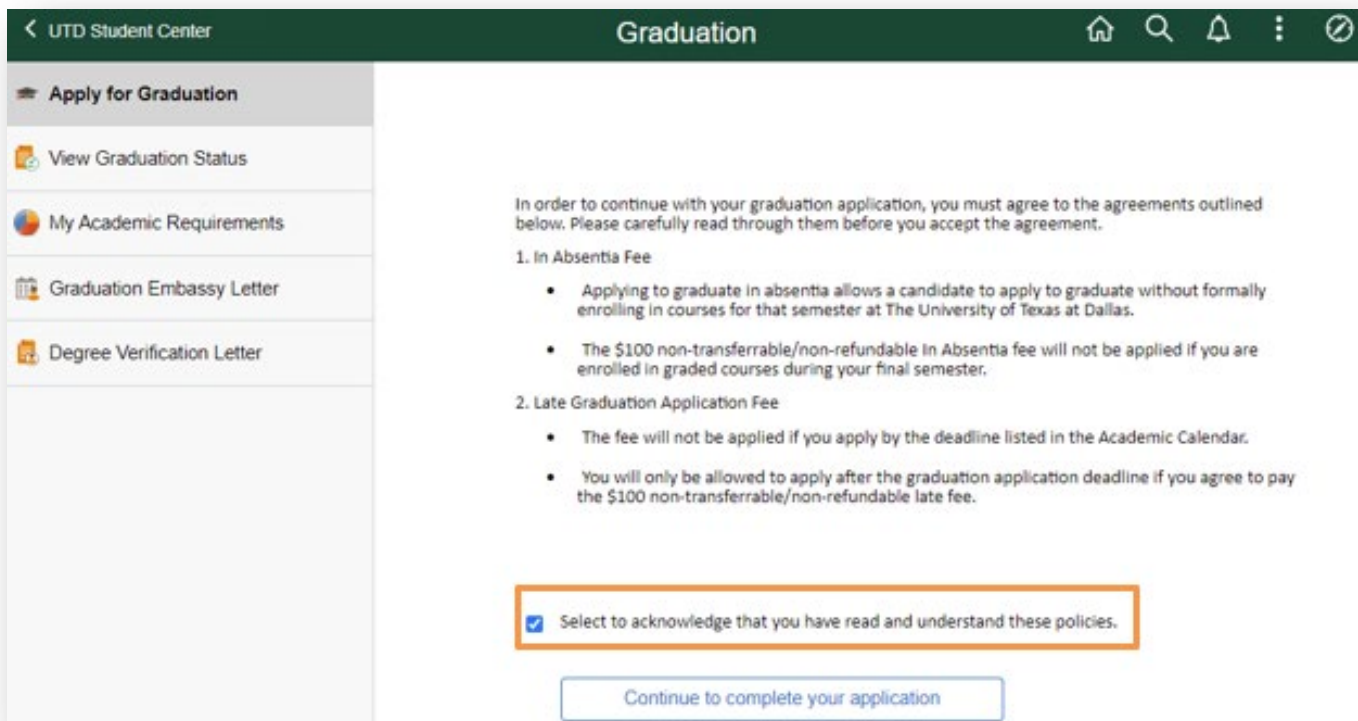 UTD Student Center
Graduation
Apply for Graduation
View Graduation Status
My Academic Requirements
Graduation Embassy Letter
Degree Verification Letter
In order to continue with your graduation application, you must agree to the agreements outlined
below. Please carefully read through them before you accept the agreement.
1. In Absentia Fee
• Applying to graduate in absentia allows a candidate to apply to graduate without formally
enrolling in courses for that semester at The University of Texas at Dallas.
• The $100 non-transferrable/non-refundable In Absentia fee will not be applied if you are
enrolled in graded courses during your final semester.
2. Late Graduation Application Fee
• The fee will not be applied if you apply by the deadline listed in the Academic Calendar.
• You will only be allowed to apply after the graduation application deadline if you agree to pay
the $100 non-transferrable/non-refundable late fee.
Select to acknowledge that you have read and understand these policies.
Continue to complete your application